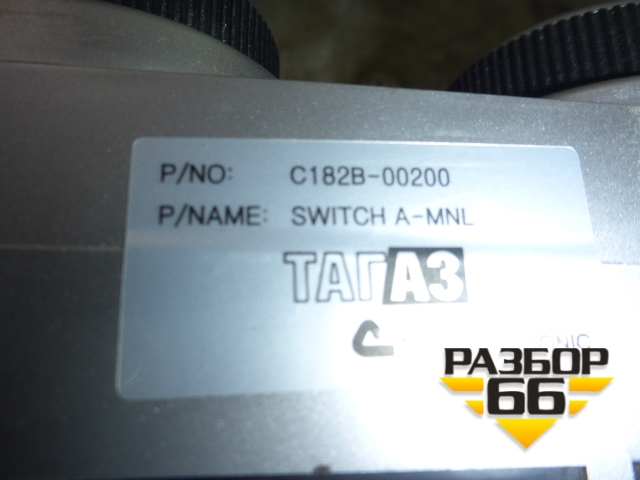 P/NO: C182B-00200
P/NAME: SWITCH A-MNL
ТАГАЗ
РАЗБОР
66